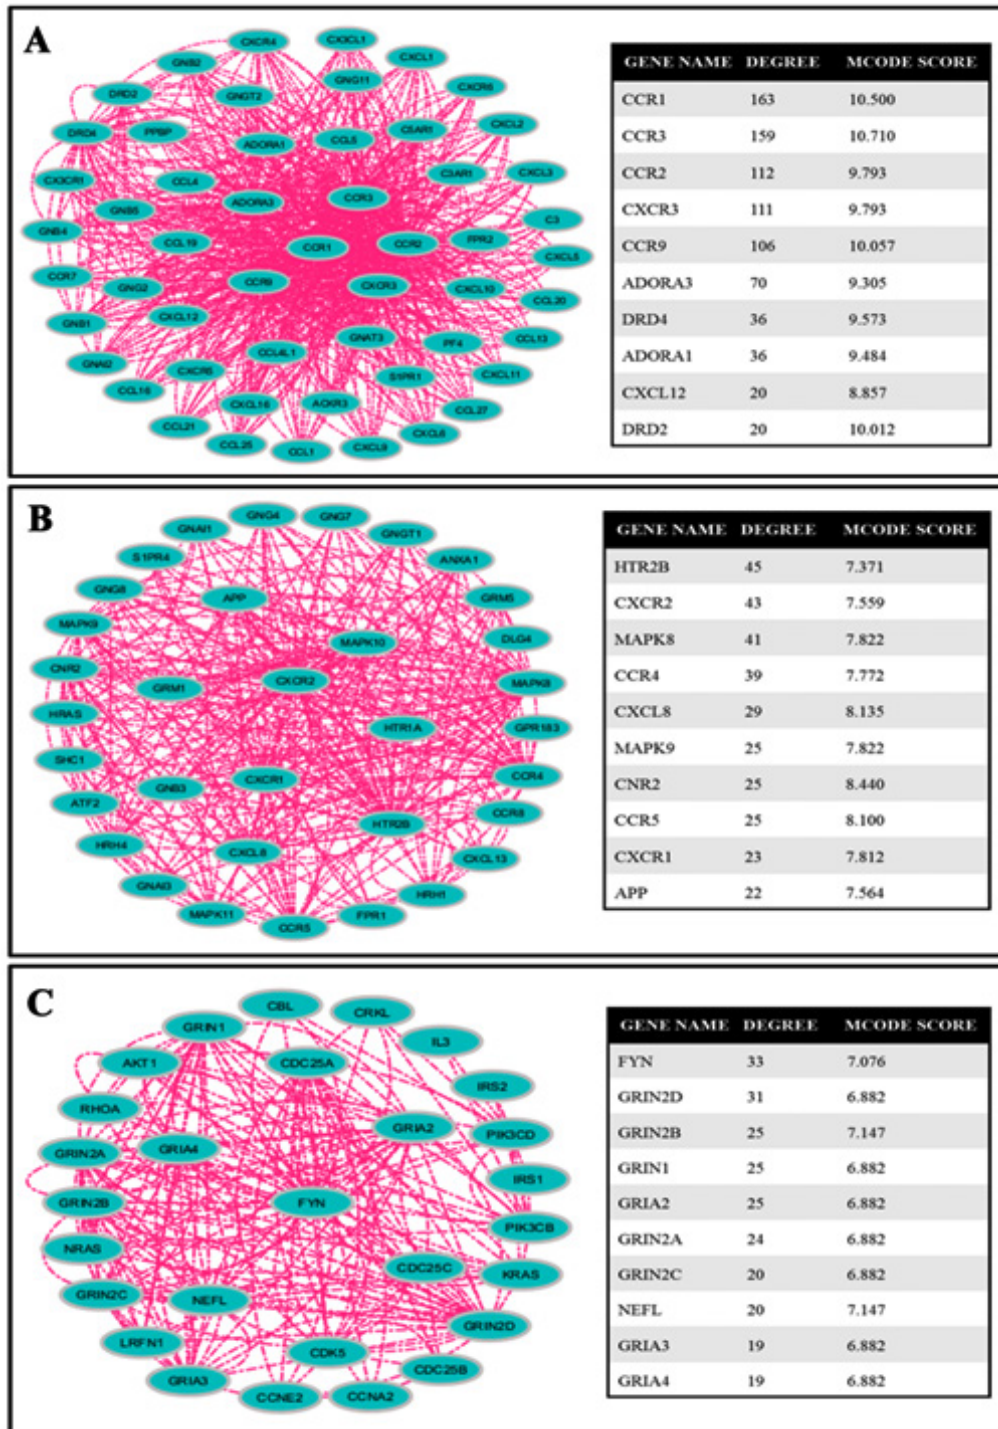 A
CXCR4
CX3CL1
GNB2
GNG11
CXCL1
DRD2
GNGT2
CXCR6
DRD4
PPBP
ADORA1
CCL5
C5AR1
CXCL2
CX3CR1
CCL4
C3AR1
CXCL3
GNB5
ADORA3
CCR3
C3
GNB4
CCL19
CCR1
CCR2
FPR2
CXCL5
CCR7
GNG2
CCR9
CXCR3
CXCL10
CCL20
GNB1
CXCL12
GNAT3
PF4
CCL13
GNAI2
CXCR5
CCL4L1
S1PR1
CXCL11
CCL16
CXCL16
ACKR3
CCL27
CCL21
CCL25
CCL1
CXCL9
CXCL6
GENE NAME DEGREE MCODE SCORE
CCR1 163 10.500
CCR3 159 10.710
CCR2 112 9.793
CXCR3 111 9.793
CCR9 106 10.057
ADORA3 70 9.305
DRD4 36 9.573
ADORA1 36 9.484
CXCL12 20 8.857
DRD2 20 10.012
B
GNG4
GNG7
GNAI1
GNGT1
S1PR4
ANXA1
GNG8
APP
GRM5
MAPK9
MAPK10
DLG4
CNR2
GRM1
CXCR2
MAPK8
HRAS
HTR1A
GPR183
SHC1
GNB3
CXCR1
CCR4
ATF2
HTR2B
CCR8
HRH4
CXCL8
CXCL13
GNAI3
HRH1
MAPK11
CCR5
FPR1
GENE NAME DEGREE MCODE SCORE
HTR2B 45 7.371
CXCR2 43 7.559
MAPK8 41 7.822
CCR4 39 7.772
CXCL8 29 8.135
MAPK9 25 7.822
CNR2 25 8.440
CCR5 25 8.100
CXCR1 23 7.812
APP 22 7.564
C
CBL
CRKL
GRIN1
IL3
AKT1
CDC25A
IRS2
RHOA
GRIA2
PIK3CD
GRIN2A
GRIA4
IRS1
GRIN2B
FYN
PIK3CB
NRAS
CDC25C
KRAS
GRIN2C
NEFL
GRIN2D
LRFN1
CDK5
CDC25B
GRIA3
CCNE2
CCNA2
GENE NAME DEGREE MCODE SCORE
FYN 33 7.076
GRIN2D 31 6.882
GRIN2B 25 7.147
GRIN1 25 6.882
GRIA2 25 6.882
GRIN2A 24 6.882
GRIN2C 20 6.882
NEFL 20 7.147
GRIA3 19 6.882
GRIA4 19 6.882